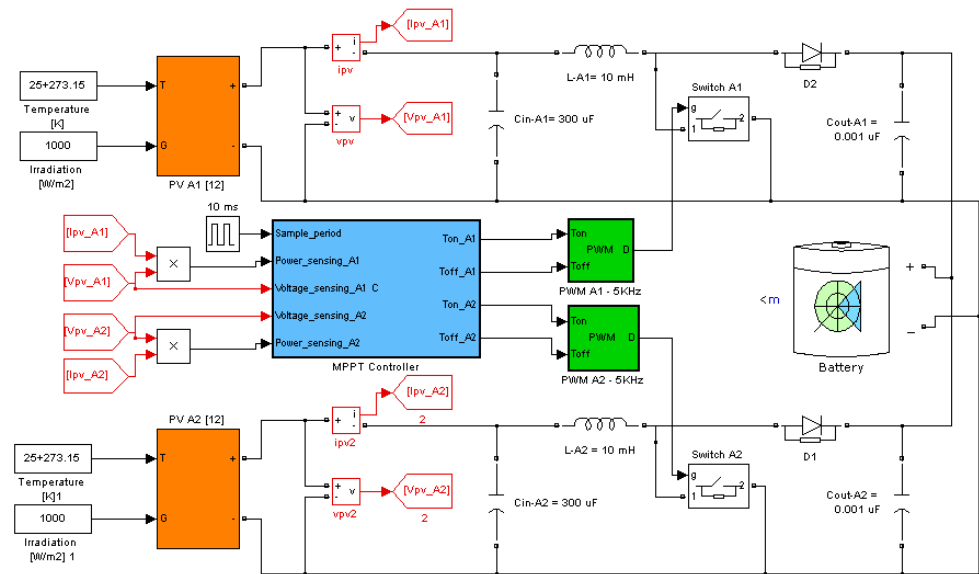 [Ipv_A1]
+ i -
ipv
L-A1= 10 mH
D2
25+273.15
Temperature
[K]
T +
1000
Irradiation
[W/m2]
G -
PV A1 [12]
[Vpv_A1]
+ v -
vpv
Cin-A1= 300 uF
Switch A1
g
1 2
Cout-A1 =
0.001 uF
10 ms
[Ipv_A1]
×
[Vpv_A1]
[Vpv_A2]
×
[Ipv_A2]
Sample_period
Power_sensing_A1
Voltage_sensing_A1 C
Voltage_sensing_A2
Power_sensing_A2
Ton_A1
Toff_A1
Ton_A2
Toff_A2
MPPT Controller
Ton
PWM D
Toff
PWM A1 - 5KHz
Ton
PWM D
Toff
PWM A2 - 5KHz
<m
+
−
Battery
PV A2 [12]
[Ipv_A2]
2
+ i -
ipv2
L-A2 = 10 mH
D1
25+273.15
Temperature
[K]1
T +
1000
Irradiation
[W/m2] 1
G -
[Vpv_A2]
2
+ v -
vpv2
Cin-A2 = 300 uF
Switch A2
g
1 2
Cout-A2 =
0.001 uF